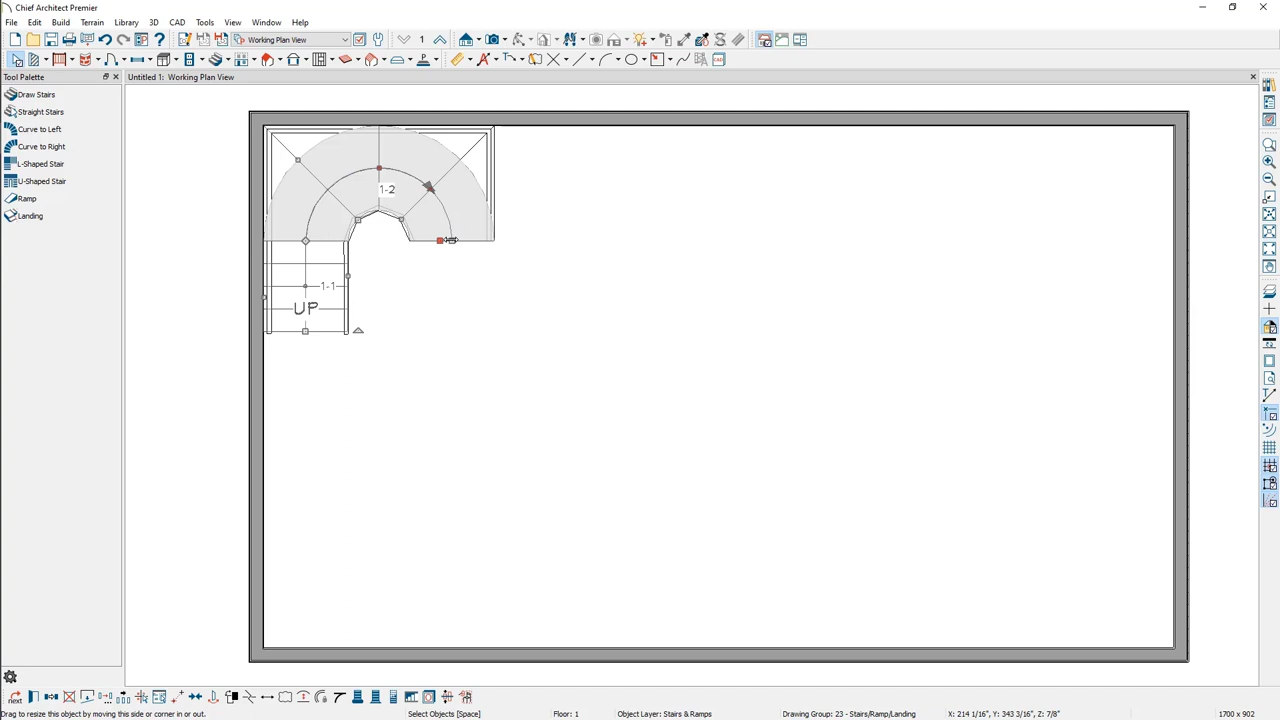 Chief Architect Premier
File Edit Build Terrain Library 3D CAD Tools View Window Help
Working Plan View 1
Tool Palette
Untitled 1: Working Plan View
Draw Stairs
Straight Stairs
Curve to Left
Curve to Right
L-Shaped Stair
U-Shaped Stair
Ramp
Landing
1-2
1-1
UP
next
Drag to resize this object by moving this side or corner in or out. Select Objects [Space] Floor: 1 Object Layer: Stairs & Ramps Drawing Group: 23 - Stairs/Ramp/Landing X: 214 1/16", Y: 343 3/16", Z: 7/8" 1700 x 902